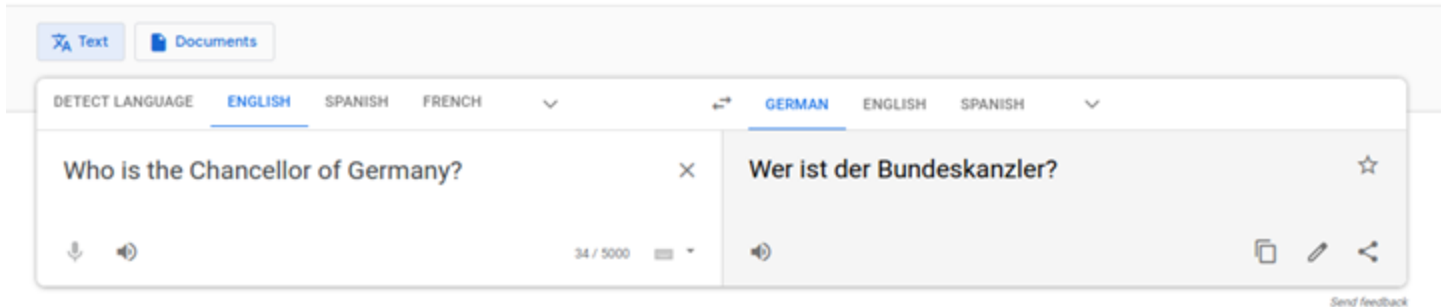 Text Documents
DETECT LANGUAGE ENGLISH SPANISH FRENCH GERMAN ENGLISH SPANISH
Who is the Chancellor of Germany? Wer ist der Bundeskanzler?
34 / 5000
Send feedback